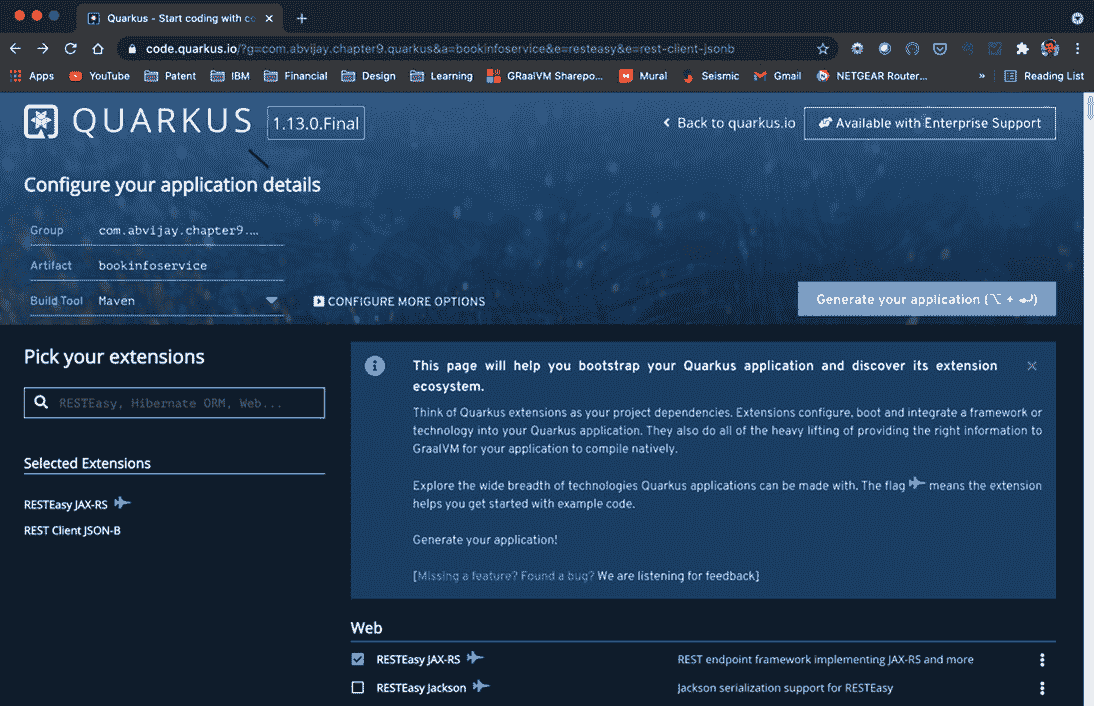 Quarkus - Start coding with co
code.quarkus.io/?g=com.abvijay.chapter9.quarkus&a=bookinfoservice&e=resteasy&e=rest-client-jsonb
Apps YouTube Patent IBM Financial Design Learning GRaalVM Sharepo... Mural Seismic Gmail NETGEAR Router... » Reading List
QUARKUS 1.13.0.Final
Back to quarkus.io
Available with Enterprise Support
Configure your application details
Group com.abvijay.chapter9....
Artifact bookinfoservice
Build Tool Maven
CONFIGURE MORE OPTIONS
Generate your application (⌥ + ⏎)
Pick your extensions
RESTEasy, Hibernate ORM, Web...
Selected Extensions
RESTEasy JAX-RS
REST Client JSON-B
This page will help you bootstrap your Quarkus application and discover its extension
ecosystem.
Think of Quarkus extensions as your project dependencies. Extensions configure, boot and integrate a framework or
technology into your Quarkus application. They also do all of the heavy lifting of providing the right information to
GraalVM for your application to compile natively.
Explore the wide breadth of technologies Quarkus applications can be made with. The flag means the extension
helps you get started with example code.
Generate your application!
[Missing a feature? Found a bug? We are listening for feedback]
Web
RESTEasy JAX-RS REST endpoint framework implementing JAX-RS and more
RESTEasy Jackson Jackson serialization support for RESTEasy